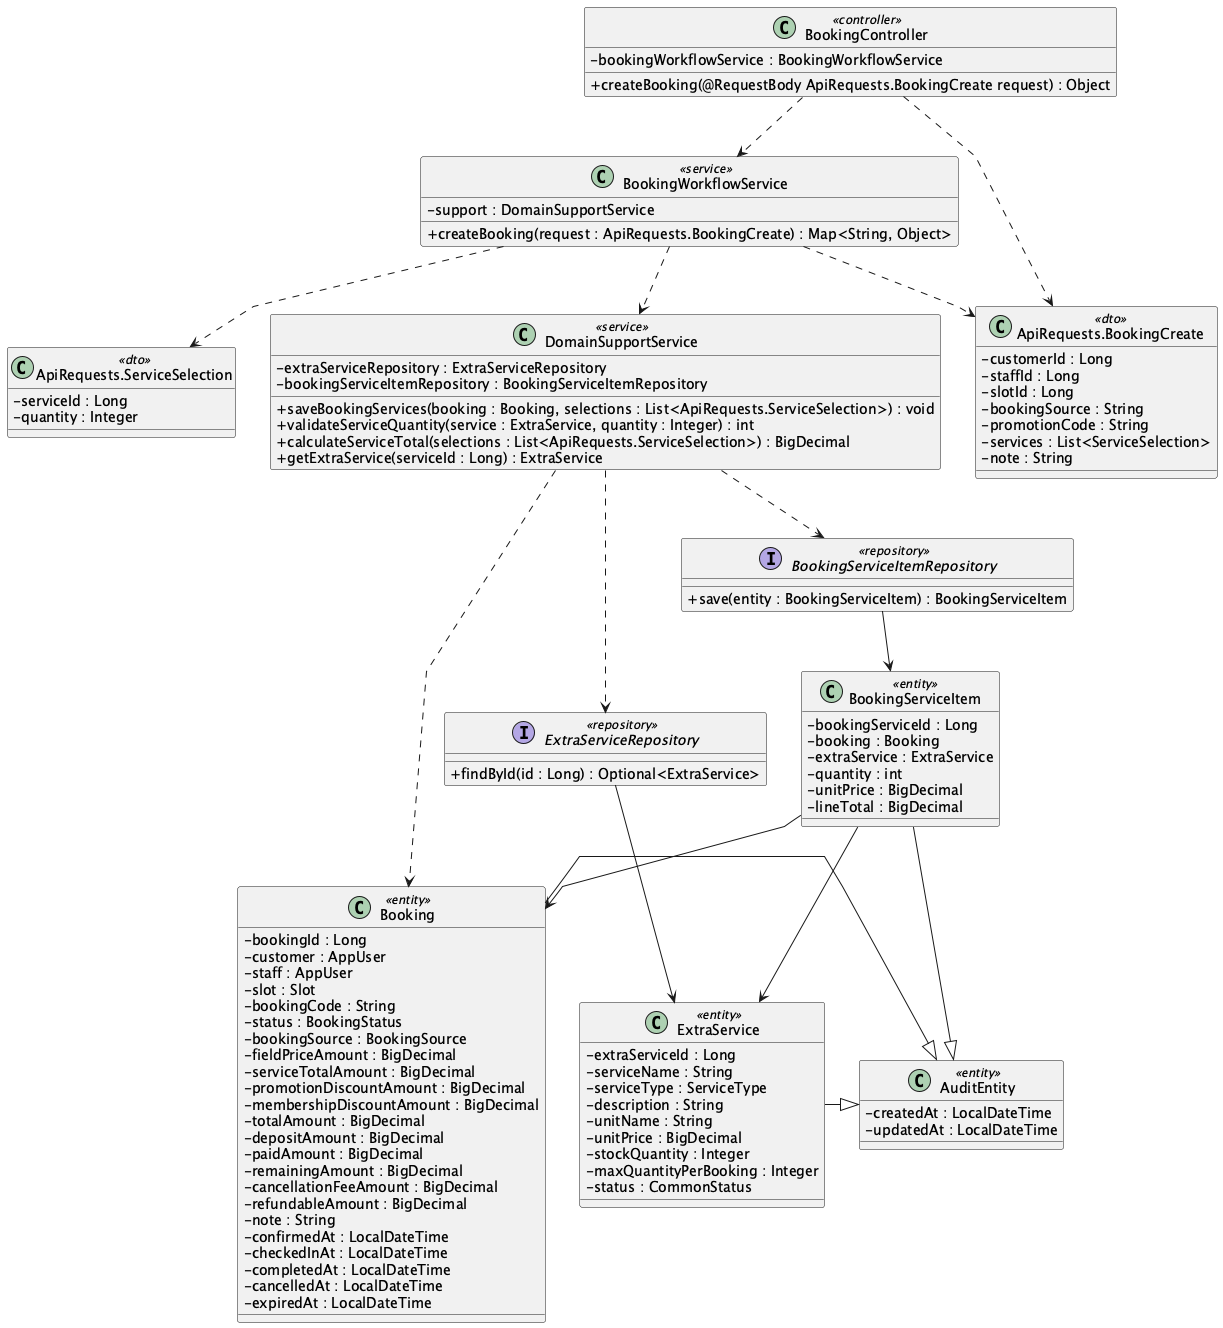 C
«controller»
BookingController
-bookingWorkflowService : BookingWorkflowService
+createBooking(@RequestBody ApiRequests.BookingCreate request) : Object
C
«service»
BookingWorkflowService
-support : DomainSupportService
+createBooking(request : ApiRequests.BookingCreate) : Map<String, Object>
C
«dto»
ApiRequests.ServiceSelection
-serviceId : Long
-quantity : Integer
C
«service»
DomainSupportService
-extraServiceRepository : ExtraServiceRepository
-bookingServiceItemRepository : BookingServiceItemRepository
+saveBookingServices(booking : Booking, selections : List<ApiRequests.ServiceSelection>) : void
+validateServiceQuantity(service : ExtraService, quantity : Integer) : int
+calculateServiceTotal(selections : List<ApiRequests.ServiceSelection>) : BigDecimal
+getExtraService(serviceId : Long) : ExtraService
C
«dto»
ApiRequests.BookingCreate
-customerId : Long
-staffId : Long
-slotId : Long
-bookingSource : String
-promotionCode : String
-services : List<ServiceSelection>
-note : String
I
«repository»
BookingServiceItemRepository
+save(entity : BookingServiceItem) : BookingServiceItem
I
«repository»
ExtraServiceRepository
+findById(id : Long) : Optional<ExtraService>
C
«entity»
BookingServiceItem
-bookingServiceId : Long
-booking : Booking
-extraService : ExtraService
-quantity : int
-unitPrice : BigDecimal
-lineTotal : BigDecimal
C
«entity»
Booking
-bookingId : Long
-customer : AppUser
-staff : AppUser
-slot : Slot
-bookingCode : String
-status : BookingStatus
-bookingSource : BookingSource
-fieldPriceAmount : BigDecimal
-serviceTotalAmount : BigDecimal
-promotionDiscountAmount : BigDecimal
-membershipDiscountAmount : BigDecimal
-totalAmount : BigDecimal
-depositAmount : BigDecimal
-paidAmount : BigDecimal
-remainingAmount : BigDecimal
-cancellationFeeAmount : BigDecimal
-refundableAmount : BigDecimal
-note : String
-confirmedAt : LocalDateTime
-checkedInAt : LocalDateTime
-completedAt : LocalDateTime
-cancelledAt : LocalDateTime
-expiredAt : LocalDateTime
C
«entity»
ExtraService
-extraServiceId : Long
-serviceName : String
-serviceType : ServiceType
-description : String
-unitName : String
-unitPrice : BigDecimal
-stockQuantity : Integer
-maxQuantityPerBooking : Integer
-status : CommonStatus
C
«entity»
AuditEntity
-createdAt : LocalDateTime
-updatedAt : LocalDateTime